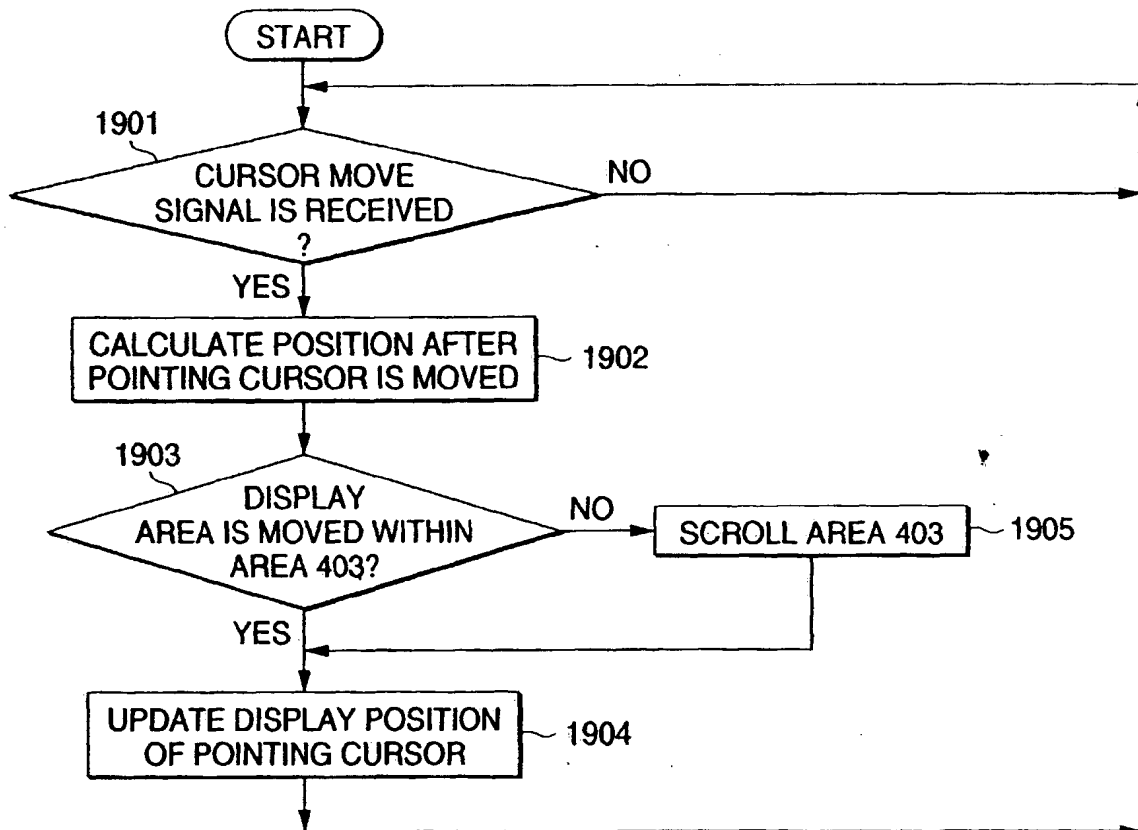 START
1901
CURSOR MOVE
SIGNAL IS RECEIVED
?
NO
YES
CALCULATE POSITION AFTER
POINTING CURSOR IS MOVED
1902
1903
DISPLAY
AREA IS MOVED WITHIN
AREA 403?
NO
SCROLL AREA 403
1905
YES
UPDATE DISPLAY POSITION
OF POINTING CURSOR
1904